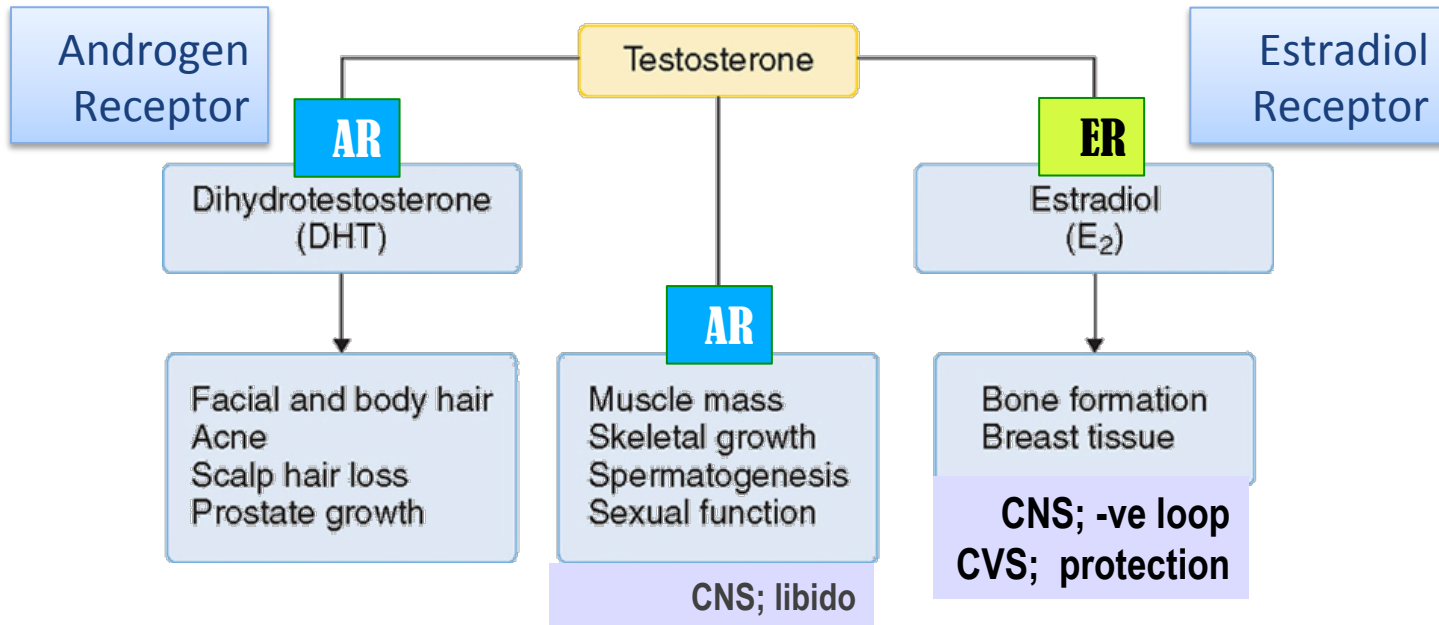 Androgen
Receptor
Testosterone
Estradiol
Receptor
AR
ER
Dihydrotestosterone
(DHT)
Estradiol
(E₂)
AR
Facial and body hair
Acne
Scalp hair loss
Prostate growth
Muscle mass
Skeletal growth
Spermatogenesis
Sexual function
CNS; libido
Bone formation
Breast tissue
CNS; -ve loop
CVS; protection